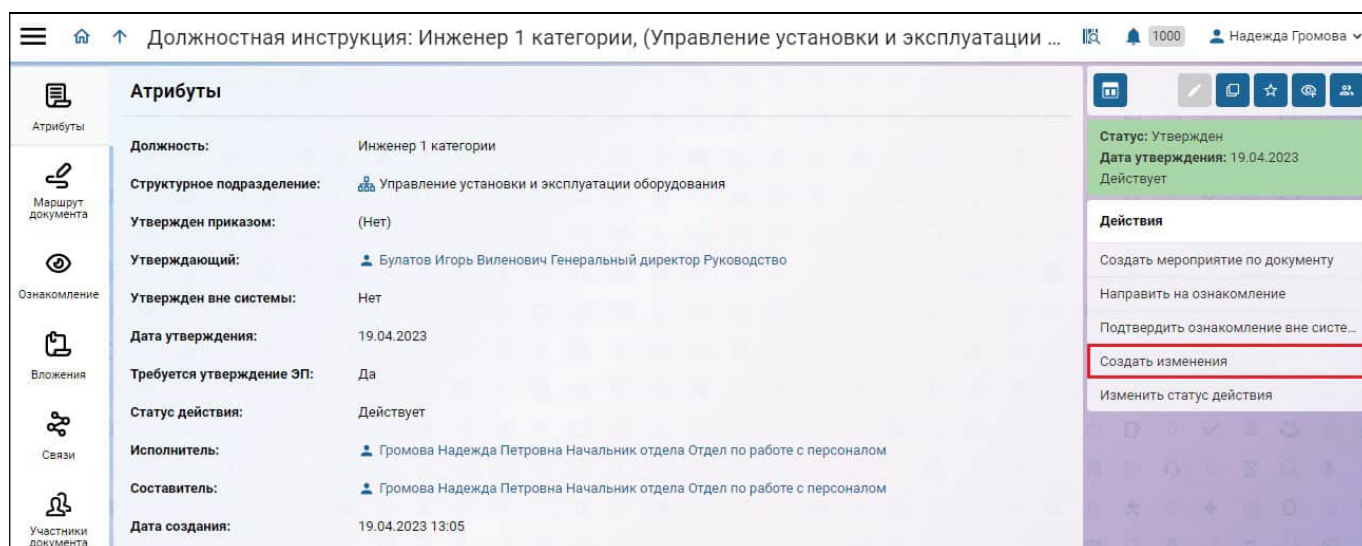 Должностная инструкция: Инженер 1 категории, (Управление установки и эксплуатации ...
1000
Надежда Громова
Атрибуты
Маршрут
документа
Ознакомление
Вложения
Связи
Участники
документа
Атрибуты
Должность: Инженер 1 категории
Структурное подразделение: Управление установки и эксплуатации оборудования
Утвержден приказом: (Нет)
Утверждающий: Булатов Игорь Виленович Генеральный директор Руководство
Утвержден вне системы: Нет
Дата утверждения: 19.04.2023
Требуется утверждение ЭП: Да
Статус действия: Действует
Исполнитель: Громова Надежда Петровна Начальник отдела Отдел по работе с персоналом
Составитель: Громова Надежда Петровна Начальник отдела Отдел по работе с персоналом
Дата создания: 19.04.2023 13:05
Статус: Утвержден
Дата утверждения: 19.04.2023
Действует
Действия
Создать мероприятие по документу
Направить на ознакомление
Подтвердить ознакомление вне систе...
Создать изменения
Изменить статус действия